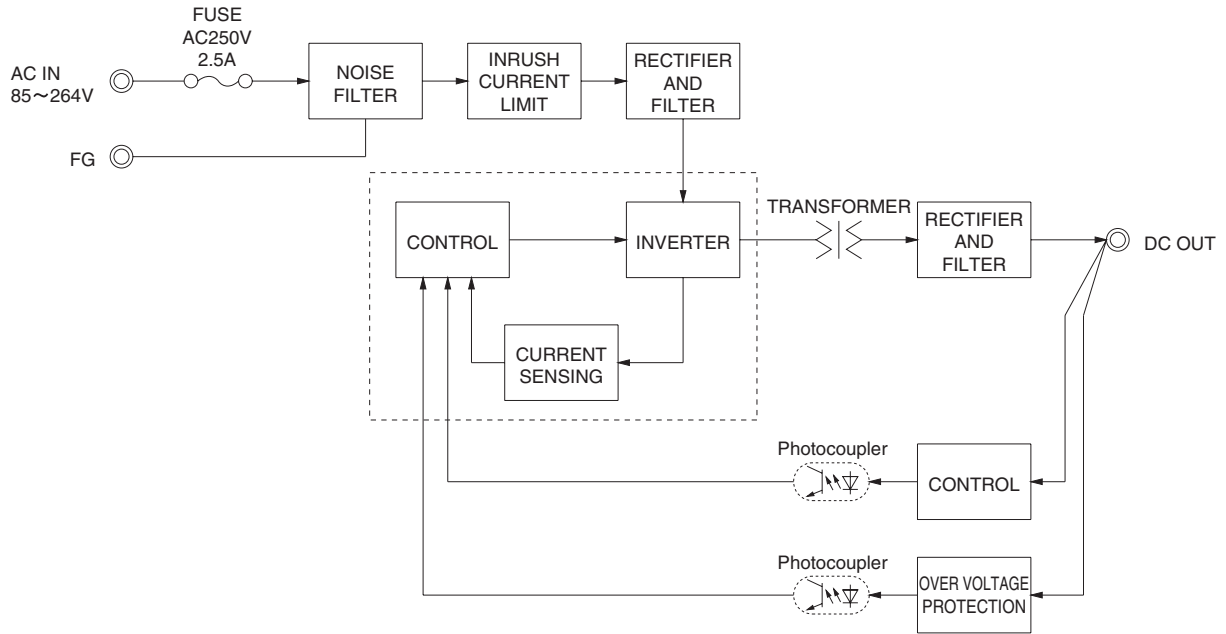 FUSE
AC250V
2.5A
AC IN
85～264V
NOISE
FILTER
INRUSH
CURRENT
LIMIT
RECTIFIER
AND
FILTER
FG
CONTROL
INVERTER
TRANSFORMER
RECTIFIER
AND
FILTER
DC OUT
CURRENT
SENSING
Photocoupler
CONTROL
Photocoupler
OVER VOLTAGE
PROTECTION